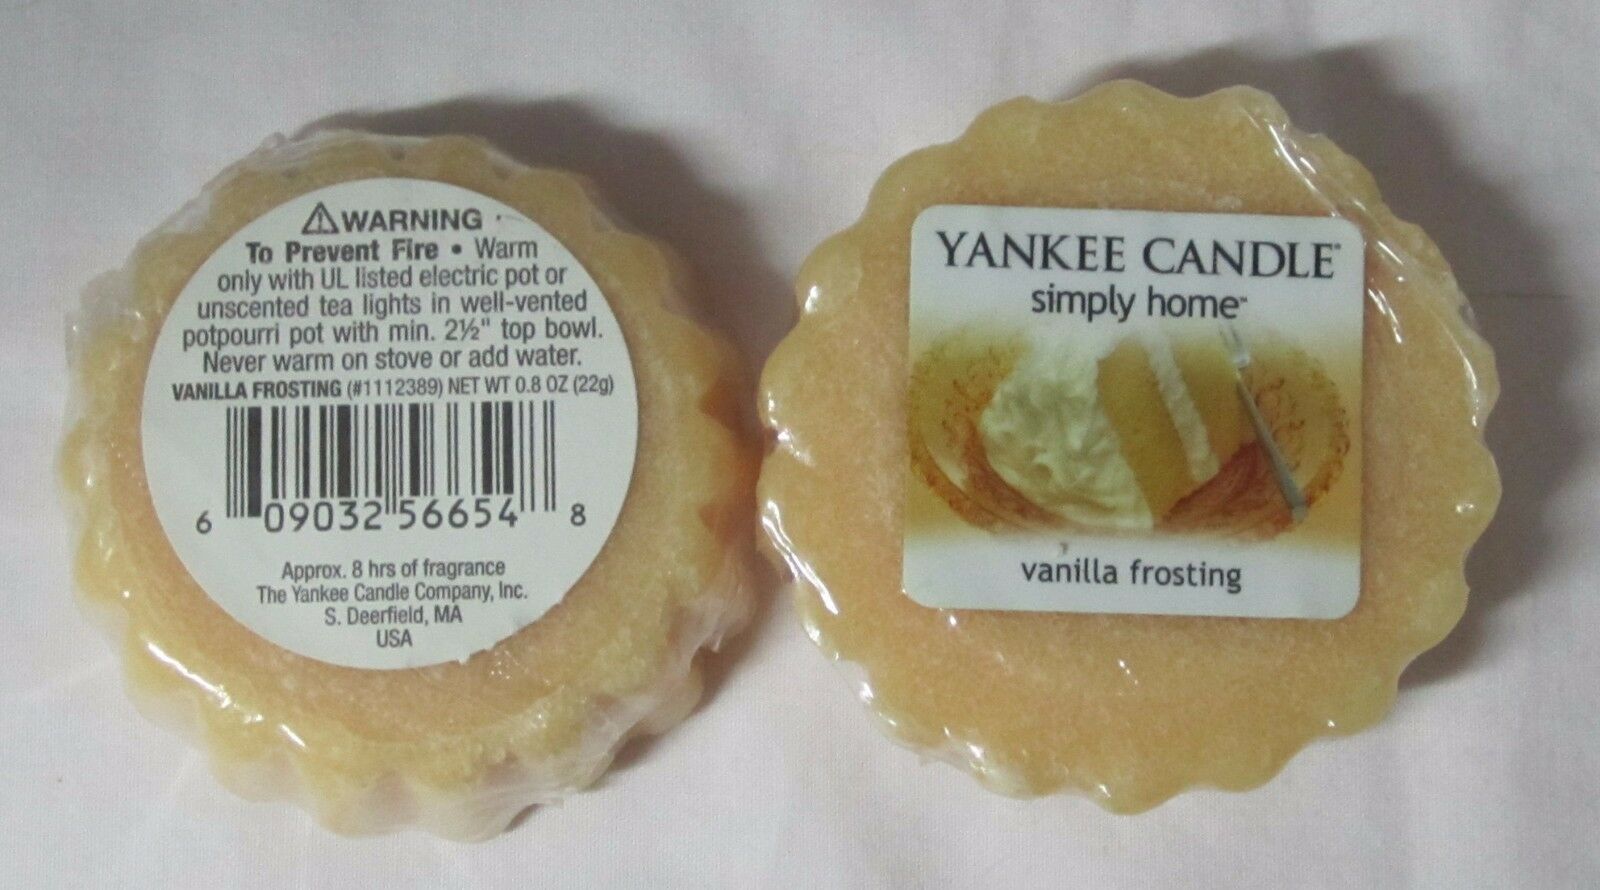 ⚠WARNING
To Prevent Fire • Warm
only with UL listed electric pot or
unscented tea lights in well-vented
potpourri pot with min. 2½" top bowl.
Never warm on stove or add water.
VANILLA FROSTING (#1112389) NET WT 0.8 OZ (22g)
6 09032 56654 8
Approx. 8 hrs of fragrance
The Yankee Candle Company, Inc.
S. Deerfield, MA
USA
YANKEE CANDLE™
simply home™
vanilla frosting